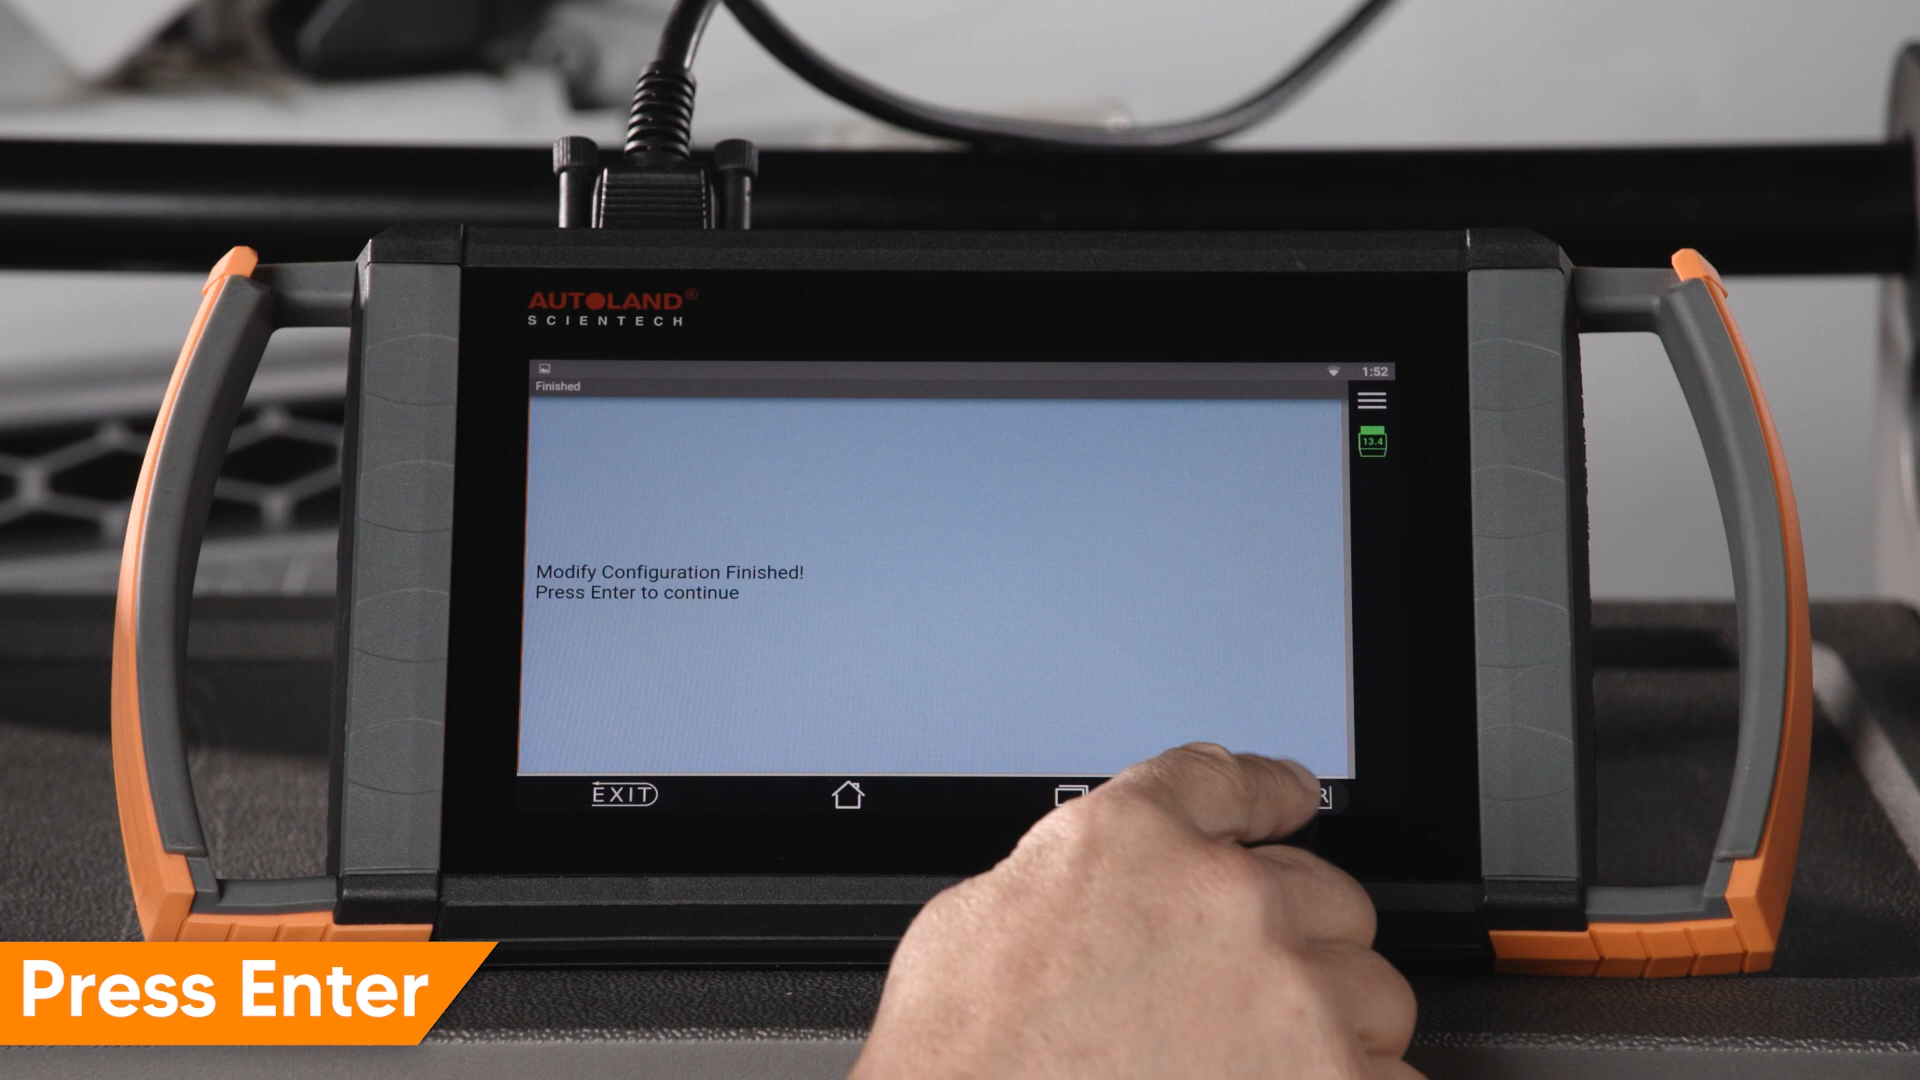 AUTOLAND®
SCIENTECH
1:52
Finished
13.4
Modify Configuration Finished!
Press Enter to continue
EXIT
Press Enter